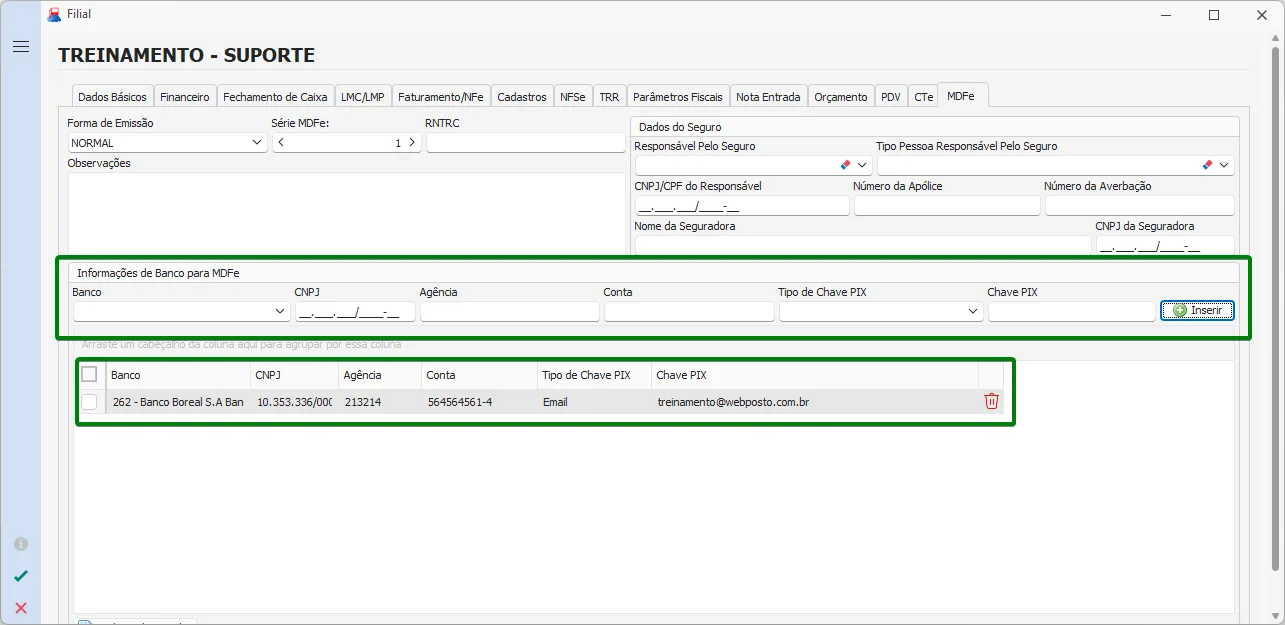 Filial
TREINAMENTO - SUPORTE
Dados Básicos Financeiro Fechamento de Caixa LMC/LMP Faturamento/NFe Cadastros NFSe TRR Parâmetros Fiscais Nota Entrada Orçamento PDV CTe MDFe
Forma de Emissão Série MDFe: RNTRC
NORMAL 1
Observações
Dados do Seguro
Responsável Pelo Seguro Tipo Pessoa Responsável Pelo Seguro
CNPJ/CPF do Responsável Número da Apólice Número da Averbação
__.___.___/____-__
Nome da Seguradora CNPJ da Seguradora
__.___.___/____-__
Informações de Banco para MDFe
Banco CNPJ Agência Conta Tipo de Chave PIX Chave PIX
__.___.___/____-__ Inserir
Arraste um cabeçalho da coluna aqui para agrupar por essa coluna
Banco CNPJ Agência Conta Tipo de Chave PIX Chave PIX
262 - Banco Boreal S.A Ban 10.353.336/000 213214 564564561-4 Email treinamento@webposto.com.br